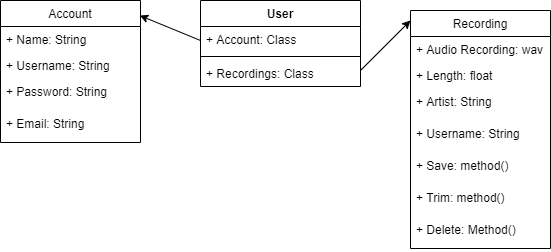 Account
+ Name: String
+ Username: String
+ Password: String
+ Email: String
User
+ Account: Class
+ Recordings: Class
Recording
+ Audio Recording: wav
+ Length: float
+ Artist: String
+ Username: String
+ Save: method()
+ Trim: method()
+ Delete: Method()